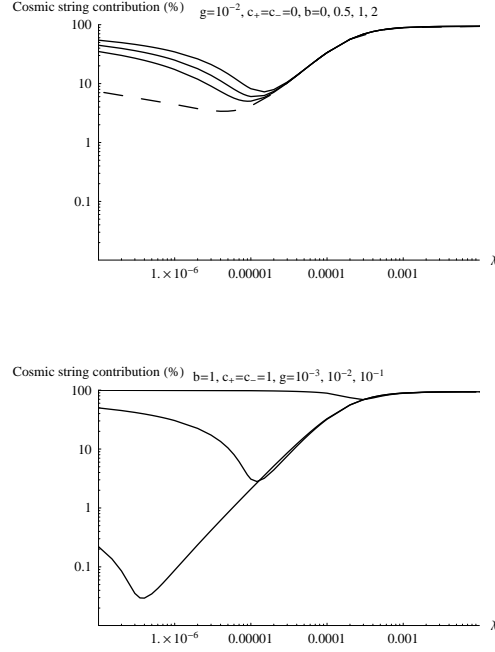 Cosmic string contribution (%)
g=10⁻², c₊=c₋=0, b=0, 0.5, 1, 2
100
10
1
0.1
1.×10⁻⁶ 0.00001 0.0001 0.001
Cosmic string contribution (%)
b=1, c₊=c₋=1, g=10⁻³, 10⁻², 10⁻¹
100
10
1
0.1
1.×10⁻⁶ 0.00001 0.0001 0.001